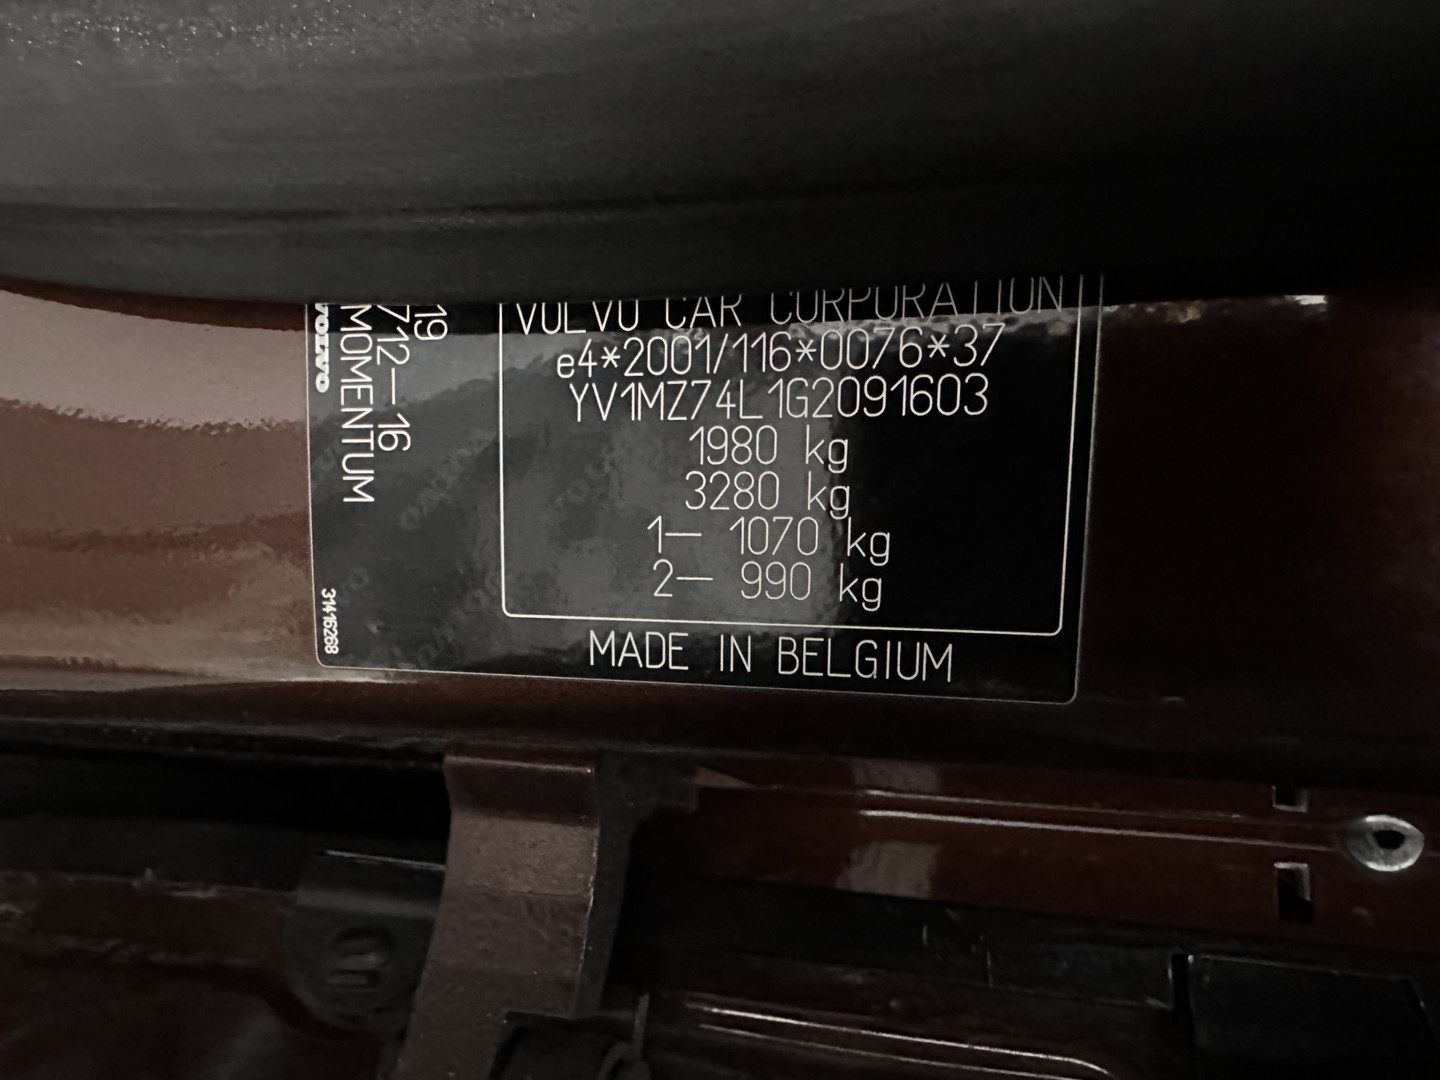 VOLVO CAR CORPORATION
e4*2001/116*0076*37
YV1MZ74L1G2091603
1980 kg
3280 kg
1— 1070 kg
2— 990 kg
MADE IN BELGIUM
19
712—16
MOMENTUM
VOLVO
31416268